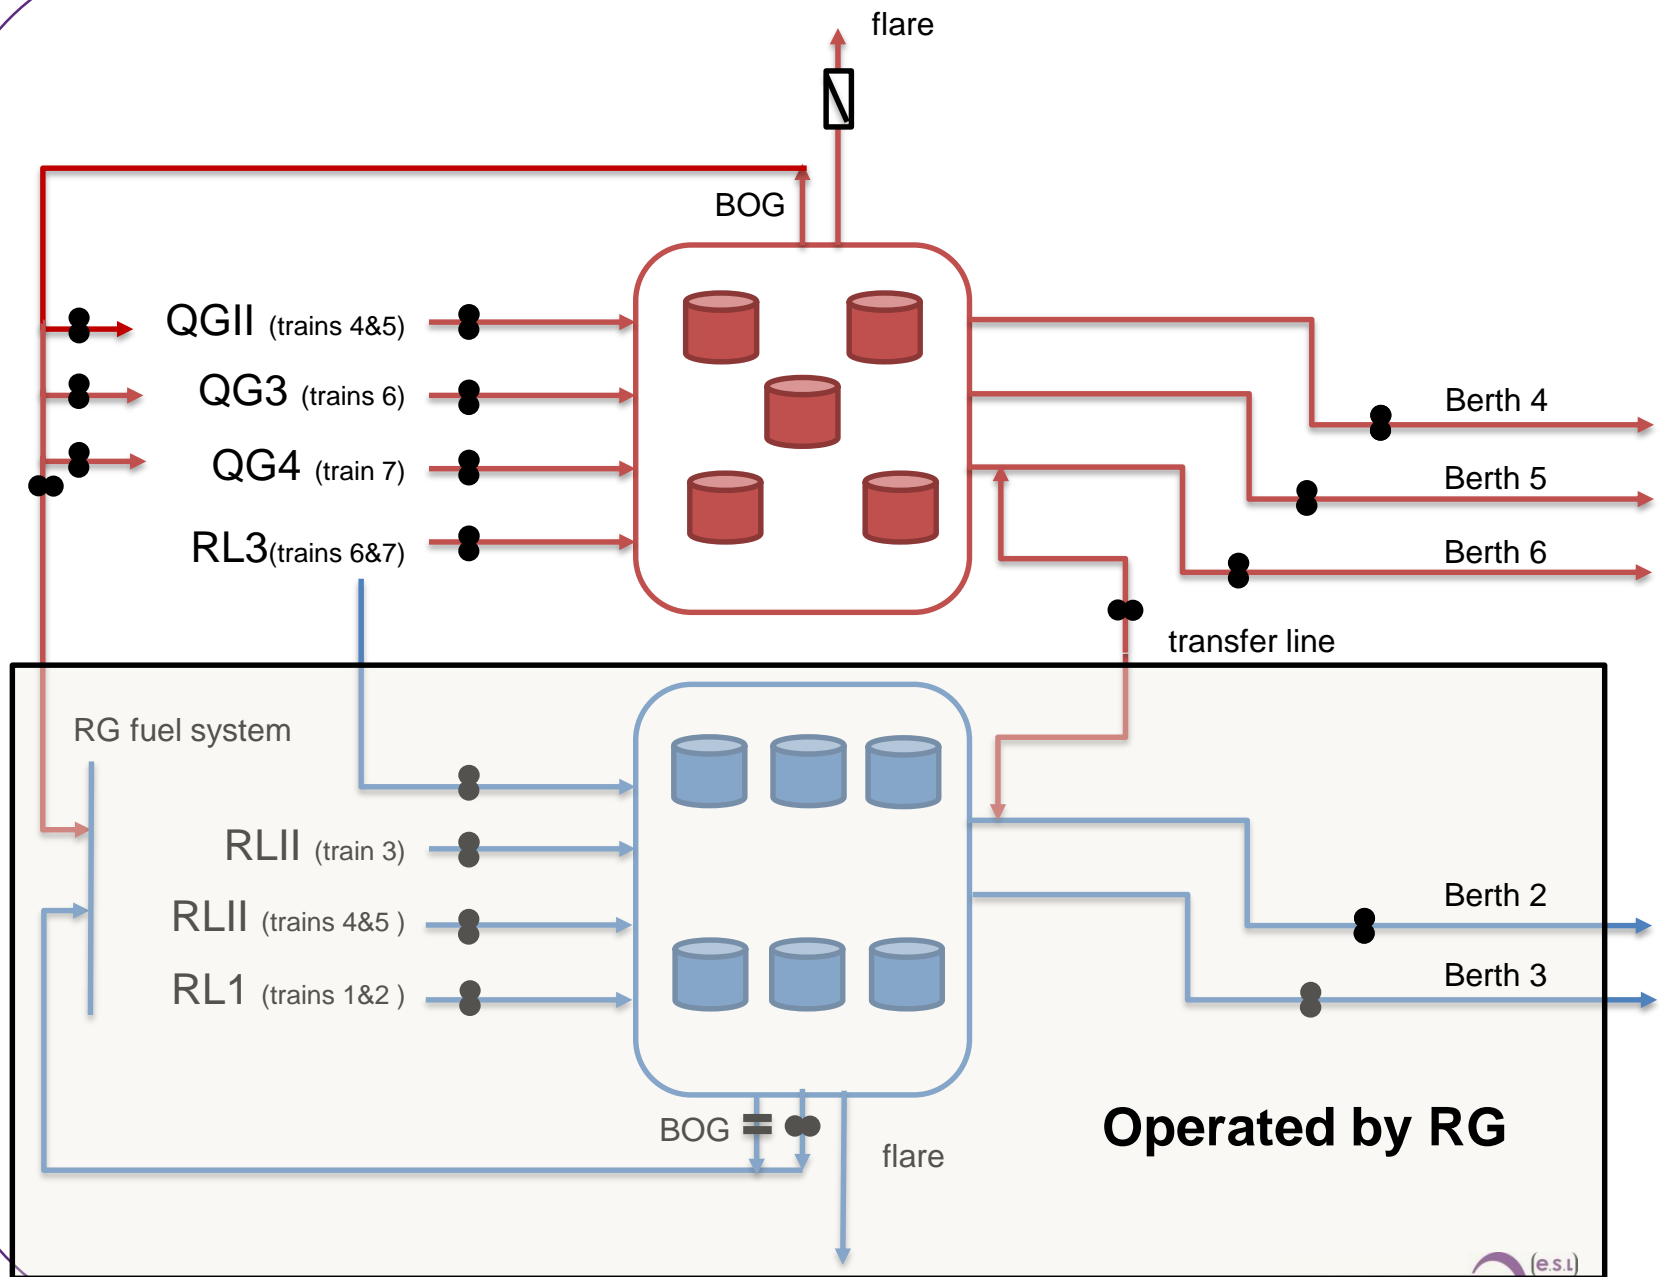 flare
BOG
QGII (trains 4&5)
QG3 (trains 6)
QG4 (train 7)
RL3(trains 6&7)
Berth 4
Berth 5
Berth 6
transfer line
RG fuel system
RLII (train 3)
RLII (trains 4&5 )
RL1 (trains 1&2 )
Berth 2
Berth 3
BOG
flare
Operated by RG
(e.s.l)